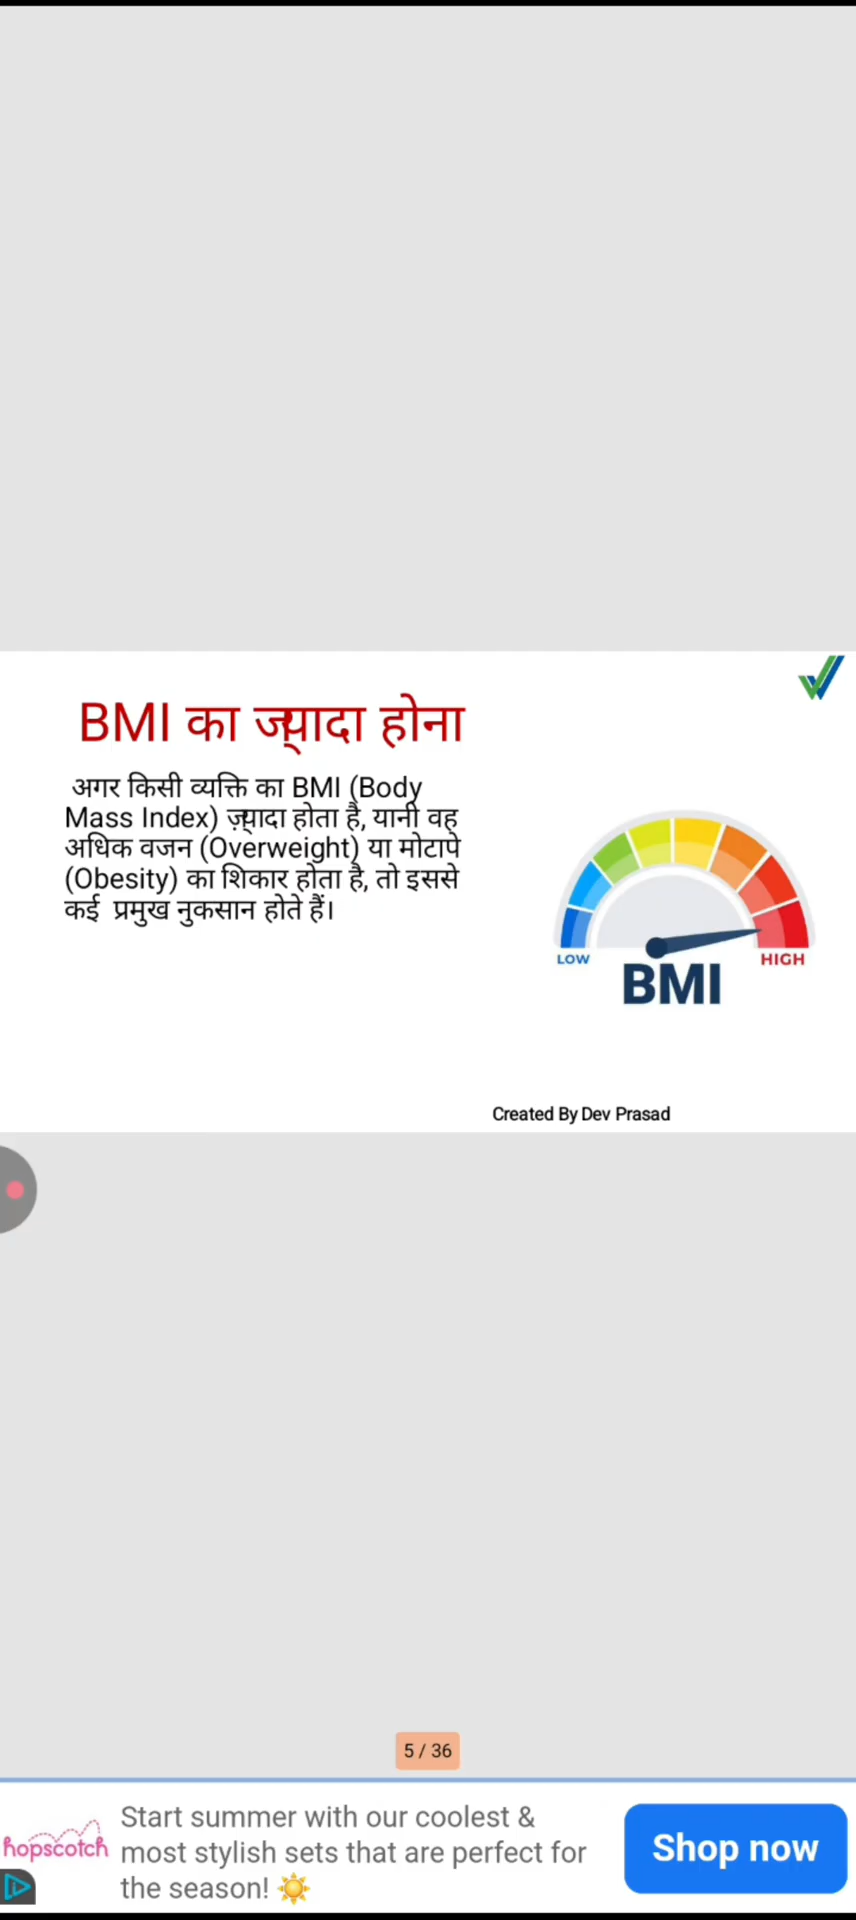 BMI का ज्यादा होना
अगर किसी व्यक्ति का BMI (Body
Mass Index) ज़्यादा होता है, यानी वह
अधिक वजन (Overweight) या मोटापे
(Obesity) का शिकार होता है, तो इससे
कई प्रमुख नुकसान होते हैं।
LOW
HIGH
BMI
Created By Dev Prasad
5 / 36
hopscotch
Start summer with our coolest &
most stylish sets that are perfect for
the season! ☀️
Shop now